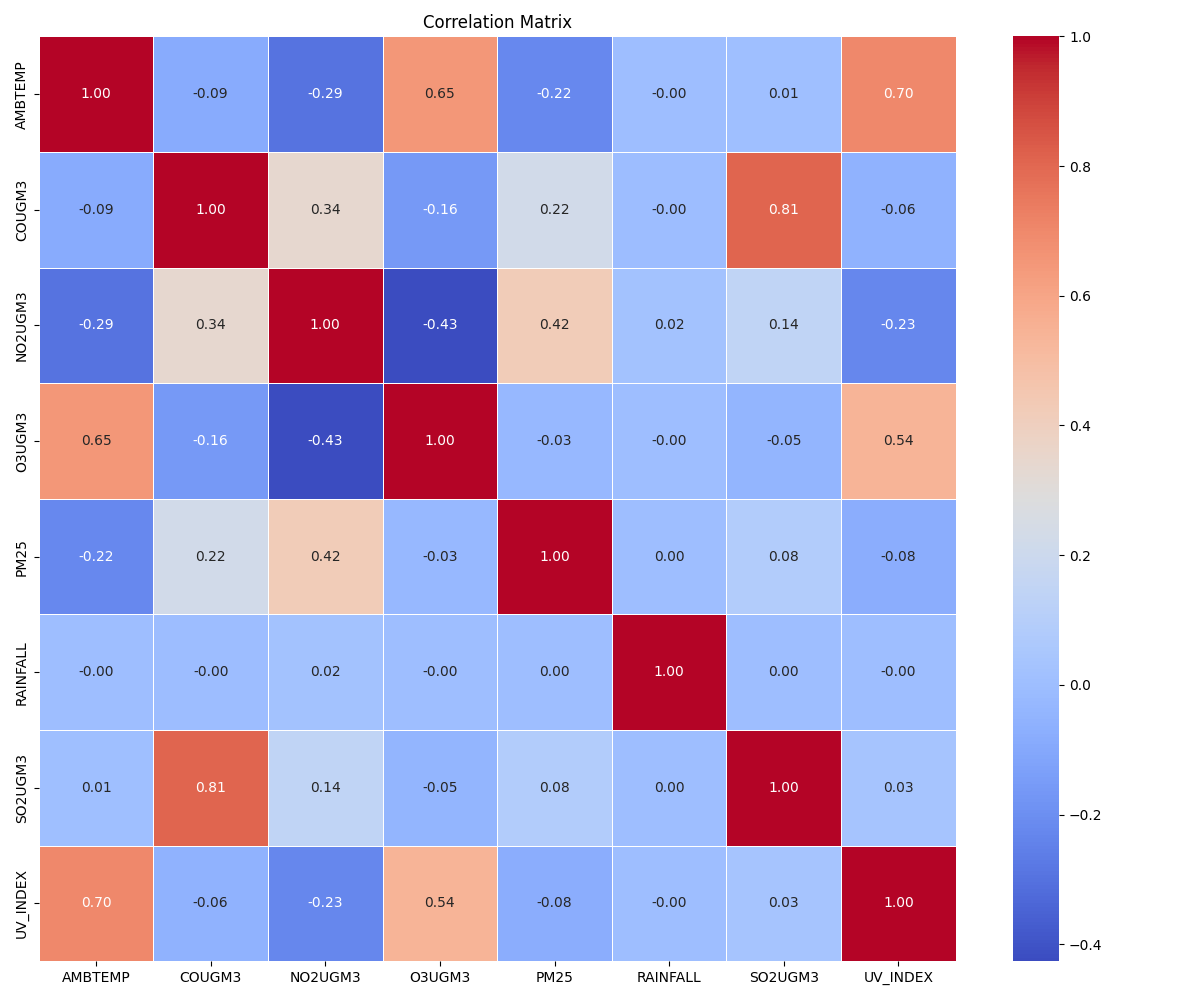 Correlation Matrix
AMBTEMP 1.00 -0.09 -0.29 0.65 -0.22 -0.00 0.01 0.70
COUGM3 -0.09 1.00 0.34 -0.16 0.22 -0.00 0.81 -0.06
NO2UGM3 -0.29 0.34 1.00 -0.43 0.42 0.02 0.14 -0.23
O3UGM3 0.65 -0.16 -0.43 1.00 -0.03 -0.00 -0.05 0.54
PM25 -0.22 0.22 0.42 -0.03 1.00 0.00 0.08 -0.08
RAINFALL -0.00 -0.00 0.02 -0.00 0.00 1.00 0.00 -0.00
SO2UGM3 0.01 0.81 0.14 -0.05 0.08 0.00 1.00 0.03
UV_INDEX 0.70 -0.06 -0.23 0.54 -0.08 -0.00 0.03 1.00
AMBTEMP COUGM3 NO2UGM3 O3UGM3 PM25 RAINFALL SO2UGM3 UV_INDEX
1.0
0.8
0.6
0.4
0.2
0.0
−0.2
−0.4